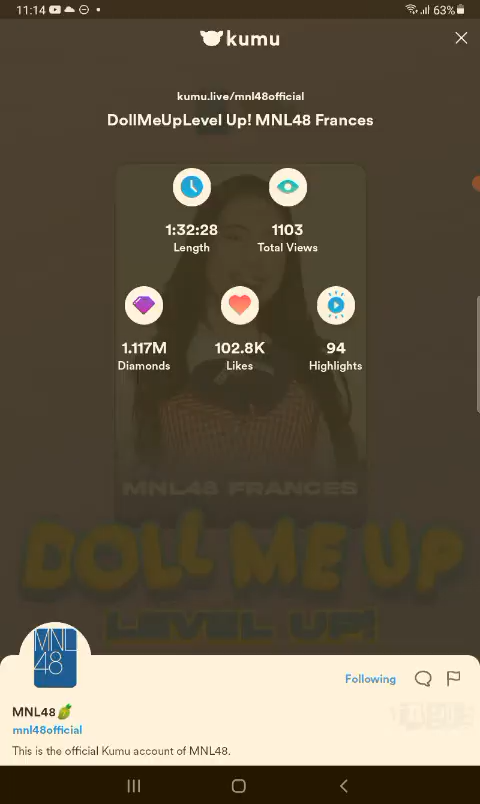 11:14
63%
kumu
kumu.live/mnl48official
DollMeUpLevel Up! MNL48 Frances
1:32:28
1103
Length
Total Views
1.117M
102.8K
94
Diamonds
Likes
Highlights
MNL48 FRANCES
DOLL ME UP
LEVEL UP!
MNL
48
Following
MNL48
mnl48official
This is the official Kumu account of MNL48.